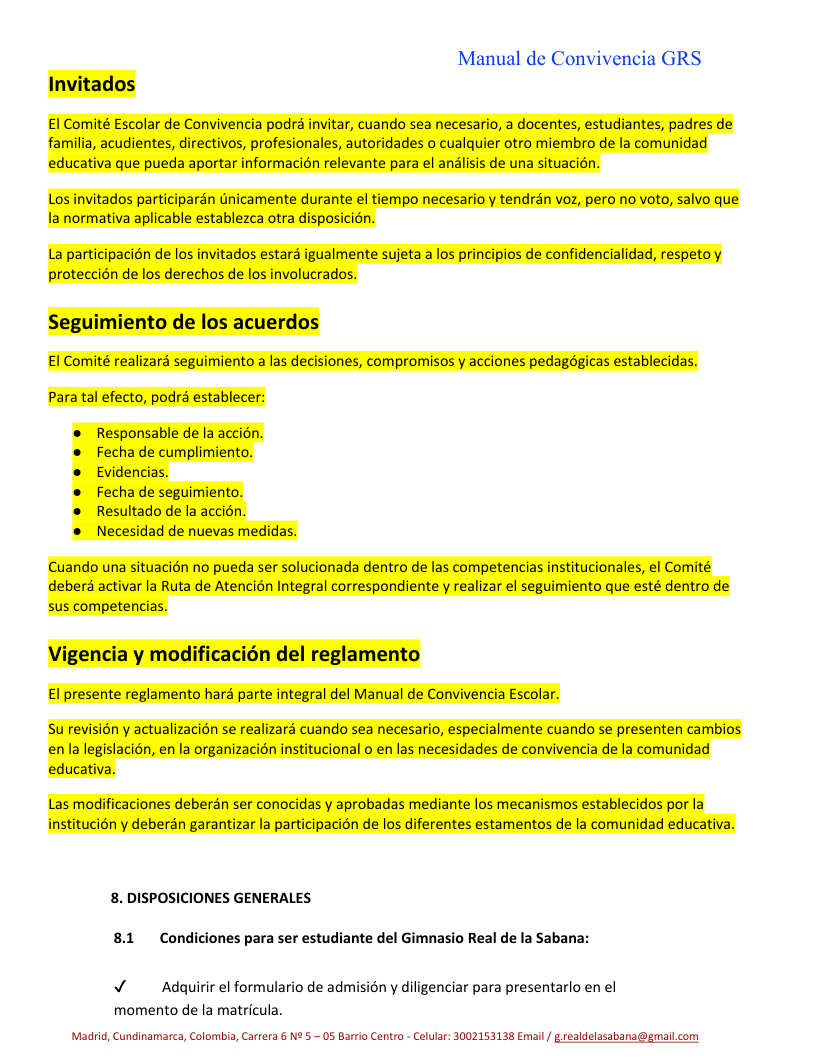 Manual de Convivencia GRS
Invitados
El Comité Escolar de Convivencia podrá invitar, cuando sea necesario, a docentes, estudiantes, padres de
familia, acudientes, directivos, profesionales, autoridades o cualquier otro miembro de la comunidad
educativa que pueda aportar información relevante para el análisis de una situación.
Los invitados participarán únicamente durante el tiempo necesario y tendrán voz, pero no voto, salvo que
la normativa aplicable establezca otra disposición.
La participación de los invitados estará igualmente sujeta a los principios de confidencialidad, respeto y
protección de los derechos de los involucrados.
Seguimiento de los acuerdos
El Comité realizará seguimiento a las decisiones, compromisos y acciones pedagógicas establecidas.
Para tal efecto, podrá establecer:
● Responsable de la acción.
● Fecha de cumplimiento.
● Evidencias.
● Fecha de seguimiento.
● Resultado de la acción.
● Necesidad de nuevas medidas.
Cuando una situación no pueda ser solucionada dentro de las competencias institucionales, el Comité
deberá activar la Ruta de Atención Integral correspondiente y realizar el seguimiento que esté dentro de
sus competencias.
Vigencia y modificación del reglamento
El presente reglamento hará parte integral del Manual de Convivencia Escolar.
Su revisión y actualización se realizará cuando sea necesario, especialmente cuando se presenten cambios
en la legislación, en la organización institucional o en las necesidades de convivencia de la comunidad
educativa.
Las modificaciones deberán ser conocidas y aprobadas mediante los mecanismos establecidos por la
institución y deberán garantizar la participación de los diferentes estamentos de la comunidad educativa.
8. DISPOSICIONES GENERALES
8.1 Condiciones para ser estudiante del Gimnasio Real de la Sabana:
✓ Adquirir el formulario de admisión y diligenciar para presentarlo en el
momento de la matrícula.
Madrid, Cundinamarca, Colombia, Carrera 6 Nº 5 – 05 Barrio Centro - Celular: 3002153138 Email / g.realdelasabana@gmail.com